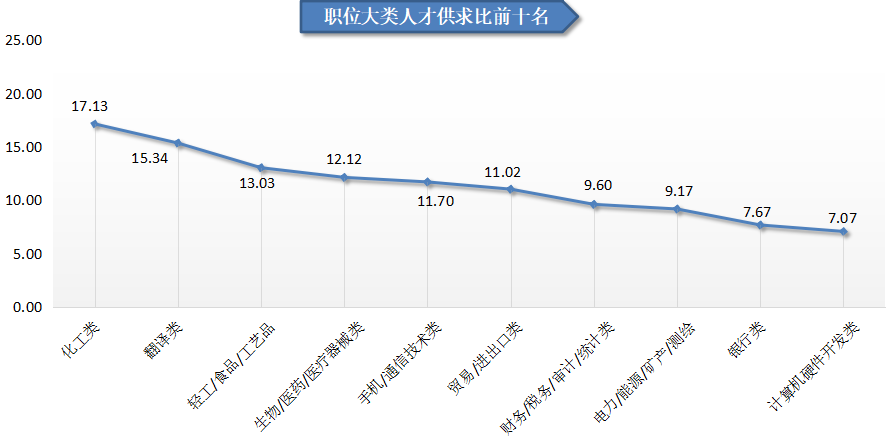 职位大类人才供求比前十名
25.00
20.00
15.00
10.00
5.00
0.00
17.13
15.34
13.03
12.12
11.70
11.02
9.60
9.17
7.67
7.07
化工类
翻译类
轻工/食品/工艺品
生物/医药/医疗器械类
手机/通信技术类
贸易/进出口类
财务/税务/审计/统计类
电力/能源/矿产/测绘
银行类
计算机硬件开发类